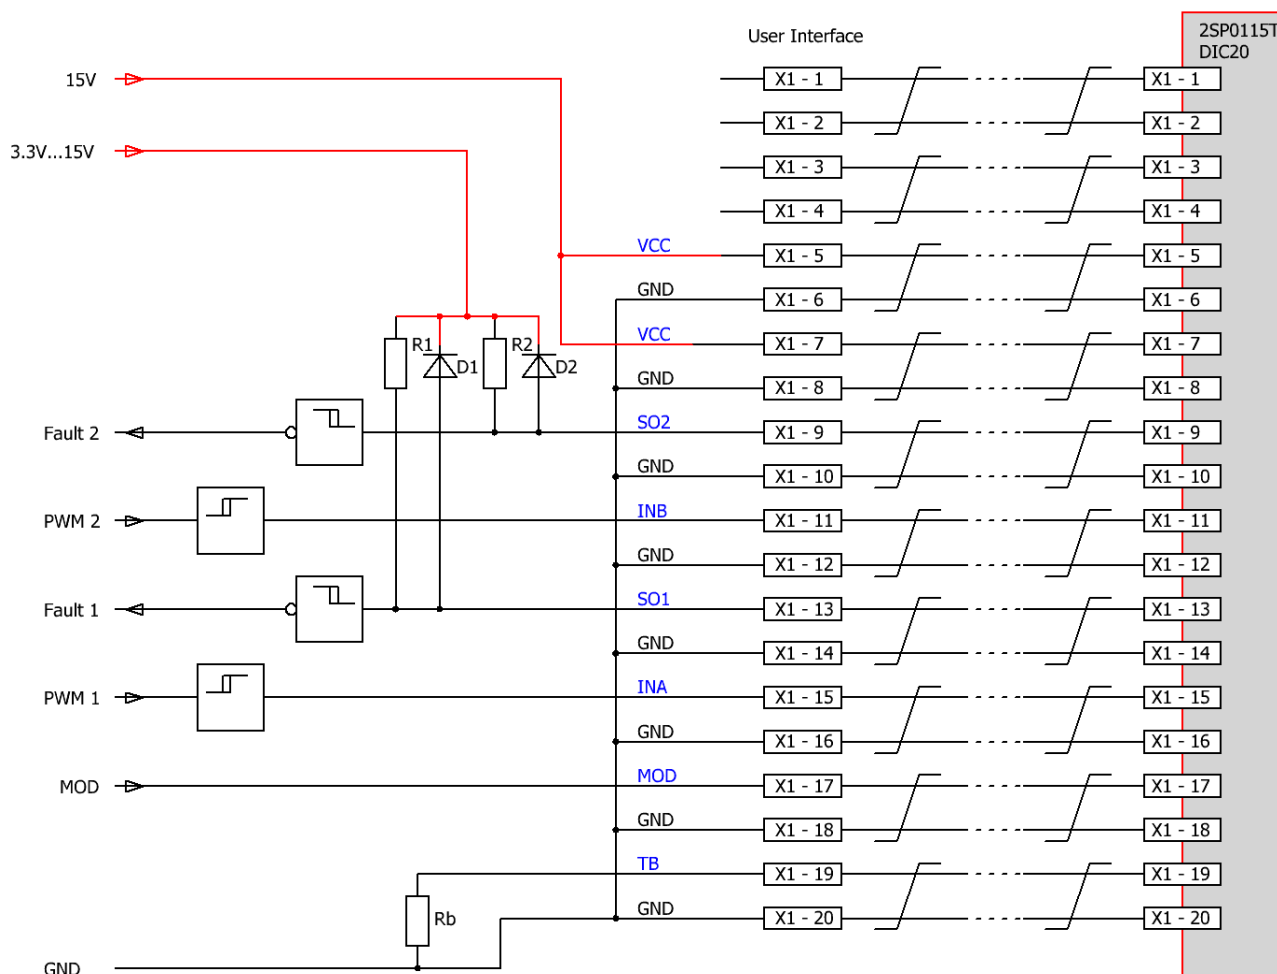 User Interface
2SP0115T
DIC20
15V
X1 - 1
X1 - 1
X1 - 2
X1 - 2
3.3V...15V
X1 - 3
X1 - 3
X1 - 4
X1 - 4
VCC
X1 - 5
X1 - 5
GND
X1 - 6
X1 - 6
R1
D1
R2
D2
VCC
X1 - 7
X1 - 7
GND
X1 - 8
X1 - 8
Fault 2
SO2
X1 - 9
X1 - 9
GND
X1 - 10
X1 - 10
PWM 2
INB
X1 - 11
X1 - 11
GND
X1 - 12
X1 - 12
Fault 1
SO1
X1 - 13
X1 - 13
GND
X1 - 14
X1 - 14
PWM 1
INA
X1 - 15
X1 - 15
GND
X1 - 16
X1 - 16
MOD
MOD
X1 - 17
X1 - 17
GND
X1 - 18
X1 - 18
TB
X1 - 19
X1 - 19
Rb
GND
X1 - 20
X1 - 20
GND